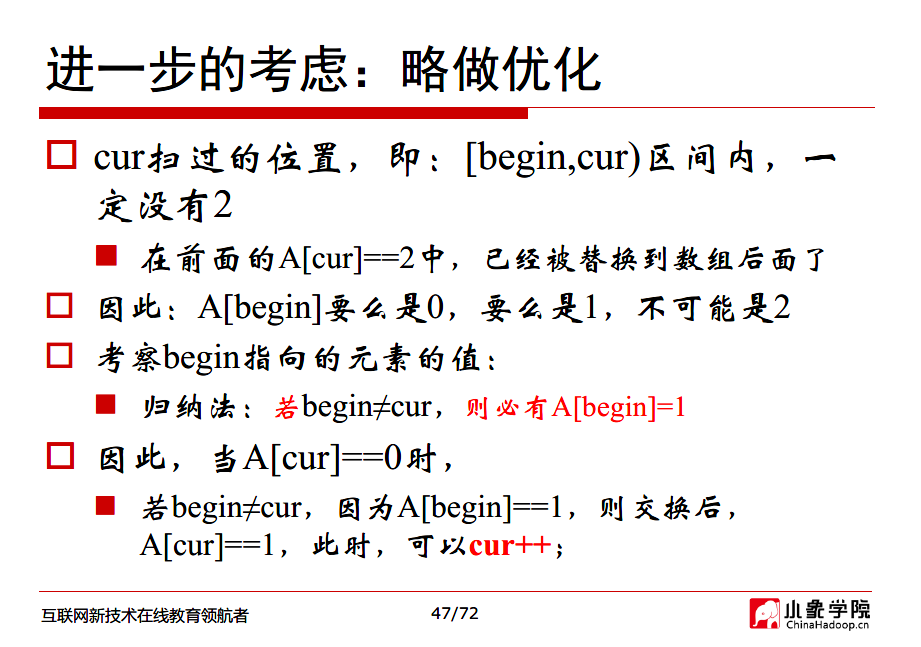 进一步的考虑：略做优化
cur扫过的位置，即：[begin,cur)区间内，一
定没有2
在前面的A[cur]==2中，已经被替换到数组后面了
因此：A[begin]要么是0，要么是1，不可能是2
考察begin指向的元素的值：
归纳法：若begin≠cur，则必有A[begin]=1
因此，当A[cur]==0时，
若begin≠cur，因为A[begin]==1，则交换后，
A[cur]==1，此时，可以cur++；
互联网新技术在线教育领航者
47/72
小象学院
ChinaHadoop.cn